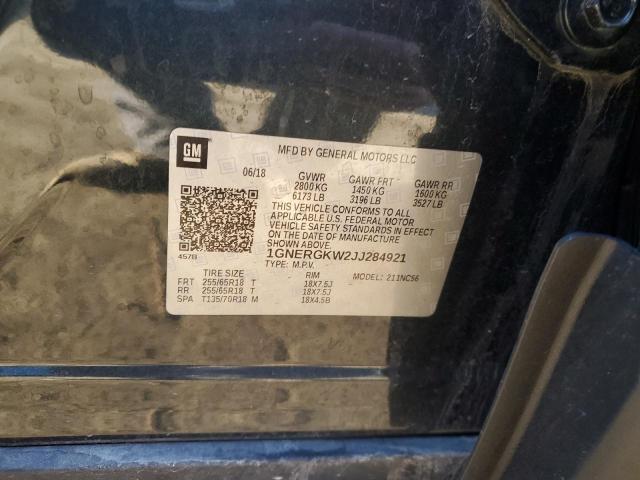 GM
MFD BY GENERAL MOTORS LLC
06/18 GVWR GAWR FRT GAWR RR
2800 KG 1450 KG 1600 KG
6173 LB 3196 LB 3527 LB
THIS VEHICLE CONFORMS TO ALL
APPLICABLE U.S. FEDERAL MOTOR
VEHICLE SAFETY STANDARDS IN EFFECT
ON THE DATE OF MANUFACTURE
SHOWN ABOVE.
1GNERGKW2JJ284921
457B TYPE: M.P.V. MODEL: 211NC56
TIRE SIZE RIM
FRT 255/65R18 T 18X7.5J
RR 255/65R18 T 18X7.5J
SPA T135/70R18 M 18X4.5B